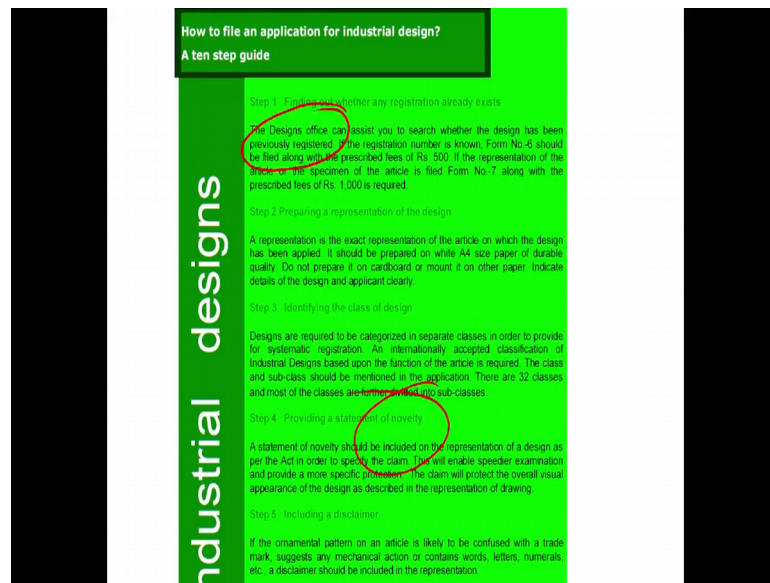 How to file an application for industrial design?
A ten step guide
ndustrial designs
Step 1 Finding out whether any registration already exists
The Designs office can assist you to search whether the design has been
previously registered. If the registration number is known, Form No.-6 should
be filed along with the prescribed fees of Rs. 500. If the representation of the
article or the specimen of the article is filed Form No.-7 along with the
prescribed fees of Rs. 1,000 is required.
Step 2 Preparing a representation of the design
A representation is the exact representation of the article on which the design
has been applied. It should be prepared on white A4 size paper of durable
quality. Do not prepare it on cardboard or mount it on other paper. Indicate
details of the design and applicant clearly.
Step 3 Identifying the class of design
Designs are required to be categorized in separate classes in order to provide
for systematic registration. An internationally accepted classification of
Industrial Designs based upon the function of the article is required. The class
and sub-class should be mentioned in the application. There are 32 classes
and most of the classes are further divided into sub-classes
Step 4 Providing a statement of novelty
A statement of novelty should be included on the representation of a design as
per the Act in order to specify the claim. This will enable speedier examination
and provide a more specific protection. The claim will protect the overall visual
appearance of the design as described in the representation of drawing.
Step 5 Including a disclaimer
If the ornamental pattern on an article is likely to be confused with a trade
mark, suggests any mechanical action or contains words, letters, numerals,
etc., a disclaimer should be included in the representation.